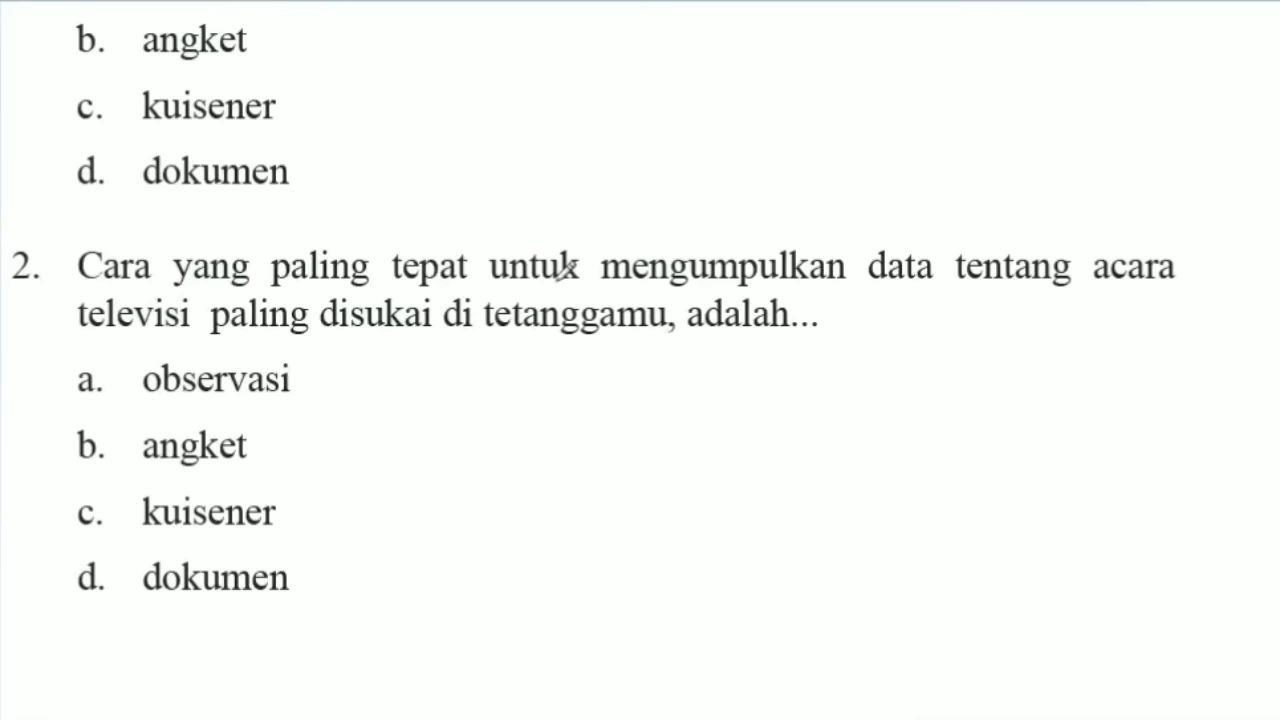 b. angket
c. kuisener
d. dokumen
2. Cara yang paling tepat untuk mengumpulkan data tentang acara
televisi paling disukai di tetanggamu, adalah...
a. observasi
b. angket
c. kuisener
d. dokumen